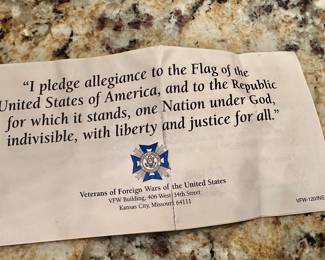 “I pledge allegiance to the Flag of the
United States of America, and to the Republic
for which it stands, one Nation under God,
indivisible, with liberty and justice for all.”
Veterans of Foreign Wars of the United States
VFW Building, 406 West 34th Street
Kansas City, Missouri 64111